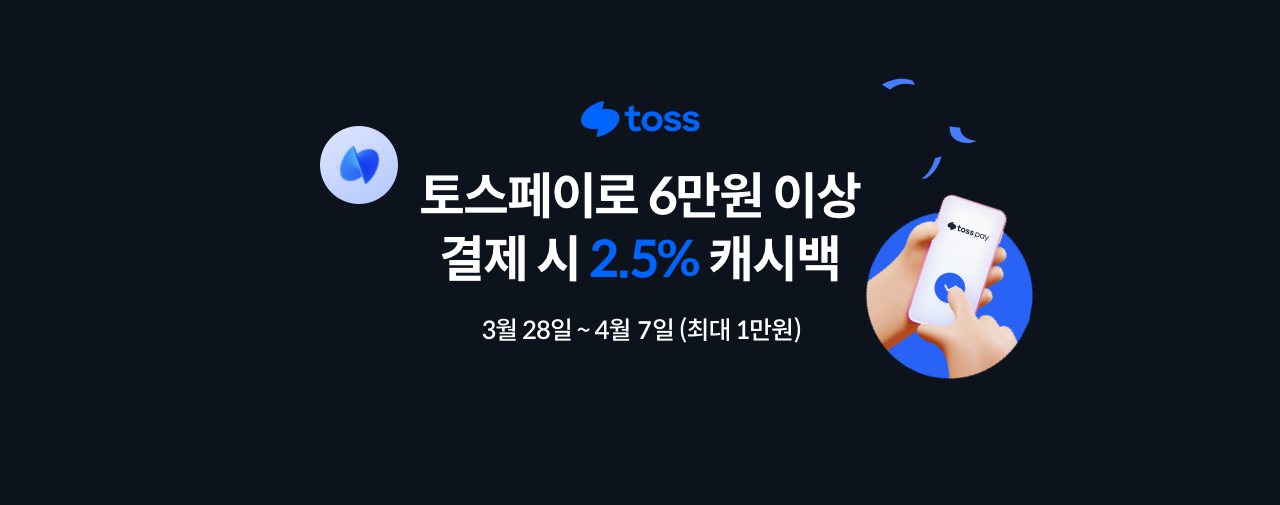 toss
토스페이로 6만원 이상
결제 시 2.5% 캐시백
3월 28일 ~ 4월 7일 (최대 1만원)
toss pay